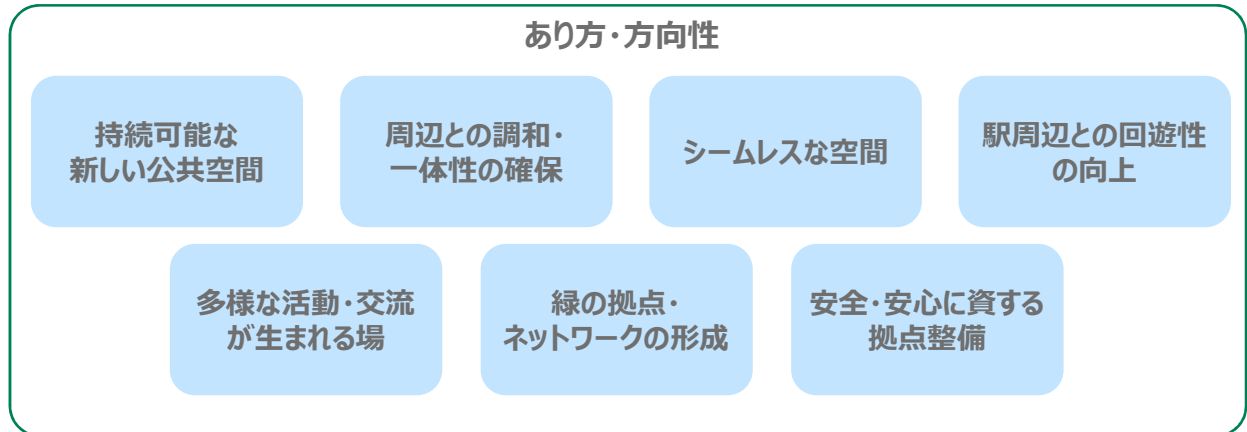 あり方・方向性
持続可能な
新しい公共空間
周辺との調和・
一体性の確保
シームレスな空間
駅周辺との回遊性
の向上
多様な活動・交流
が生まれる場
緑の拠点・
ネットワークの形成
安全・安心に資する
拠点整備